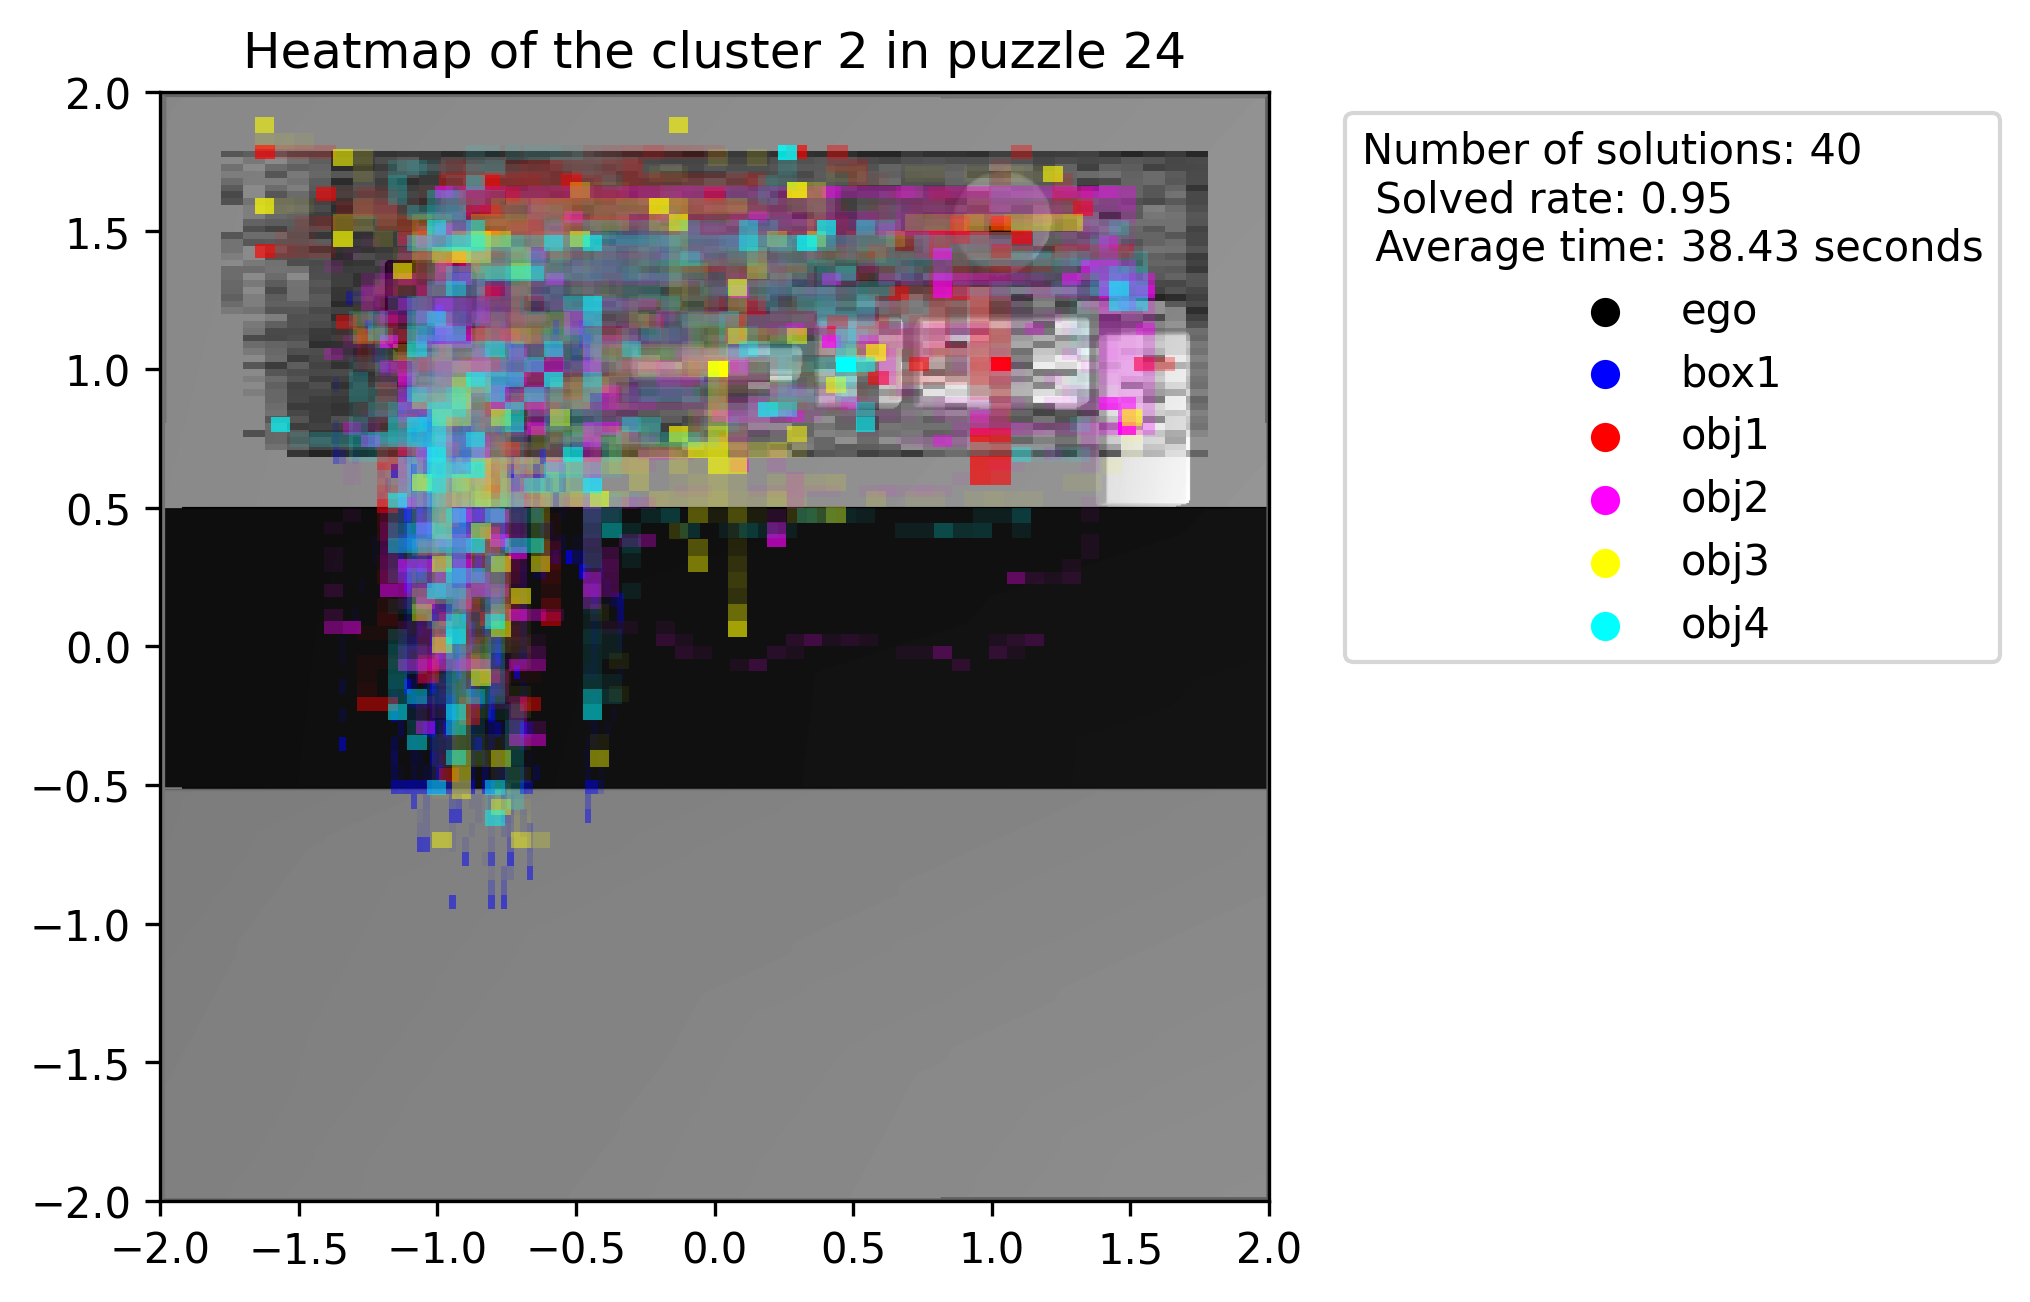 Heatmap of the cluster 2 in puzzle 24
2.0
1.5
1.0
0.5
0.0
−0.5
−1.0
−1.5
−2.0
−2.0 −1.5 −1.0 −0.5 0.0 0.5 1.0 1.5 2.0
Number of solutions: 40
Solved rate: 0.95
Average time: 38.43 seconds
ego
box1
obj1
obj2
obj3
obj4